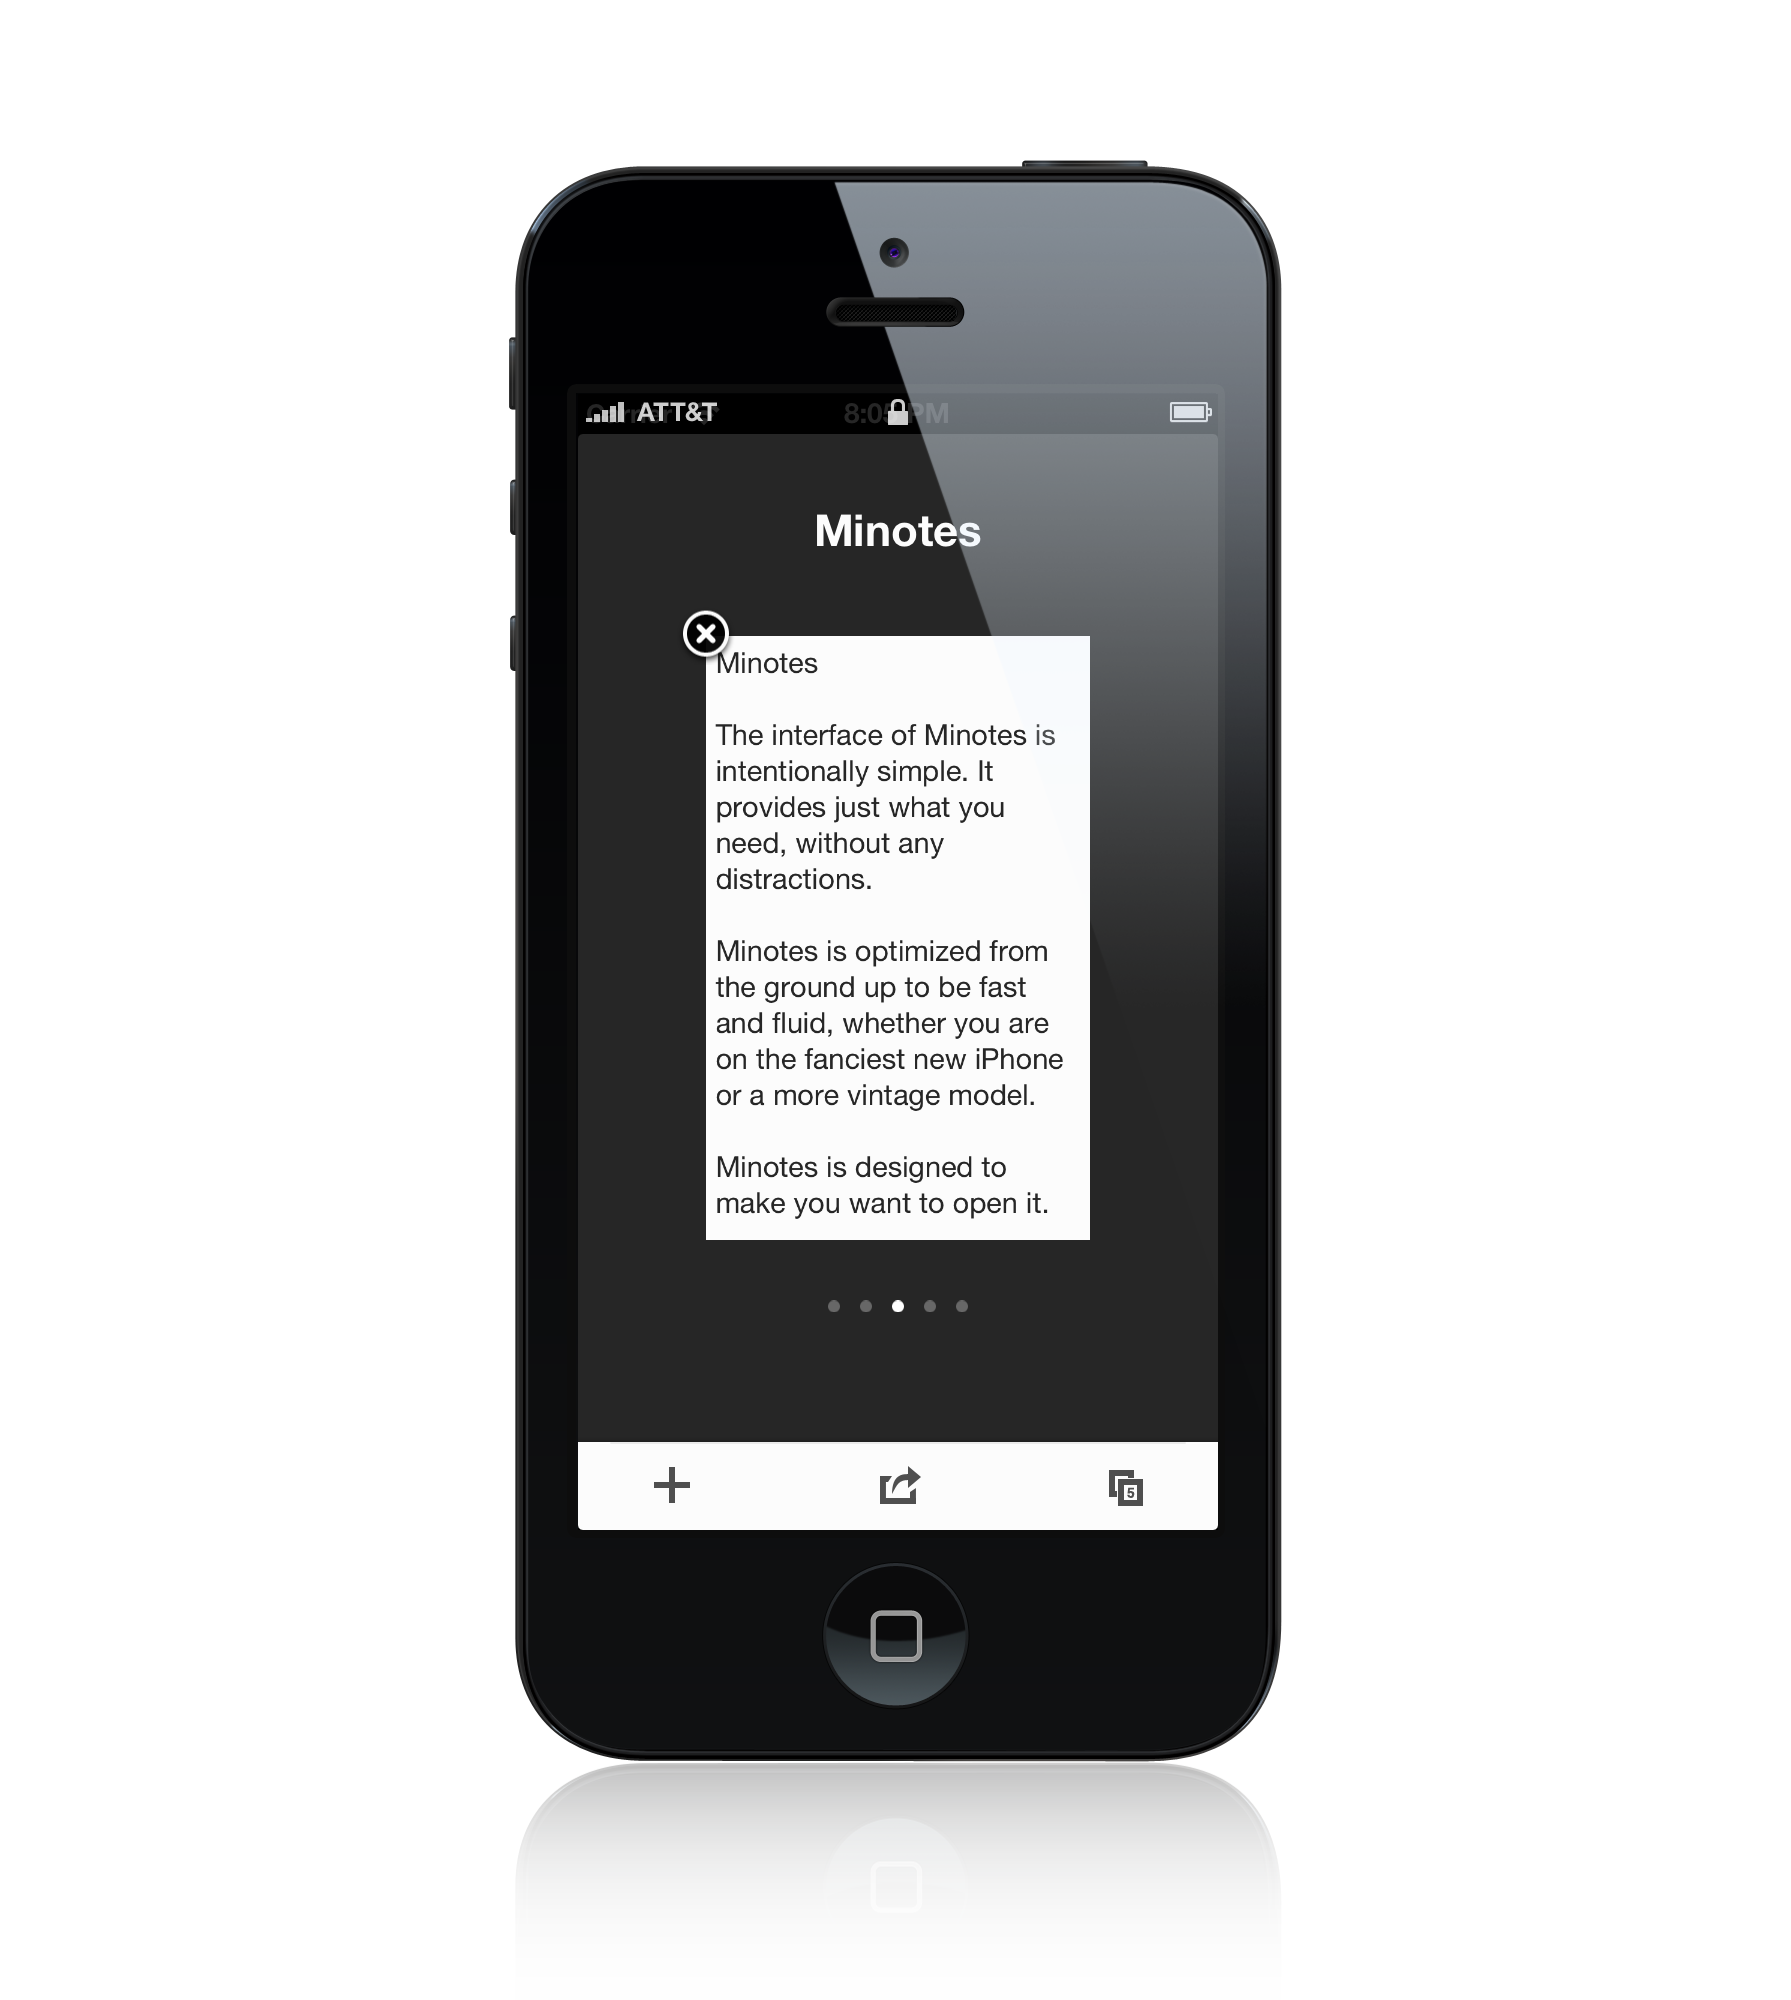 ATT&T 8:05 PM
Minotes
Minotes
The interface of Minotes is
intentionally simple. It
provides just what you
need, without any
distractions.
Minotes is optimized from
the ground up to be fast
and fluid, whether you are
on the fanciest new iPhone
or a more vintage model.
Minotes is designed to
make you want to open it.
5